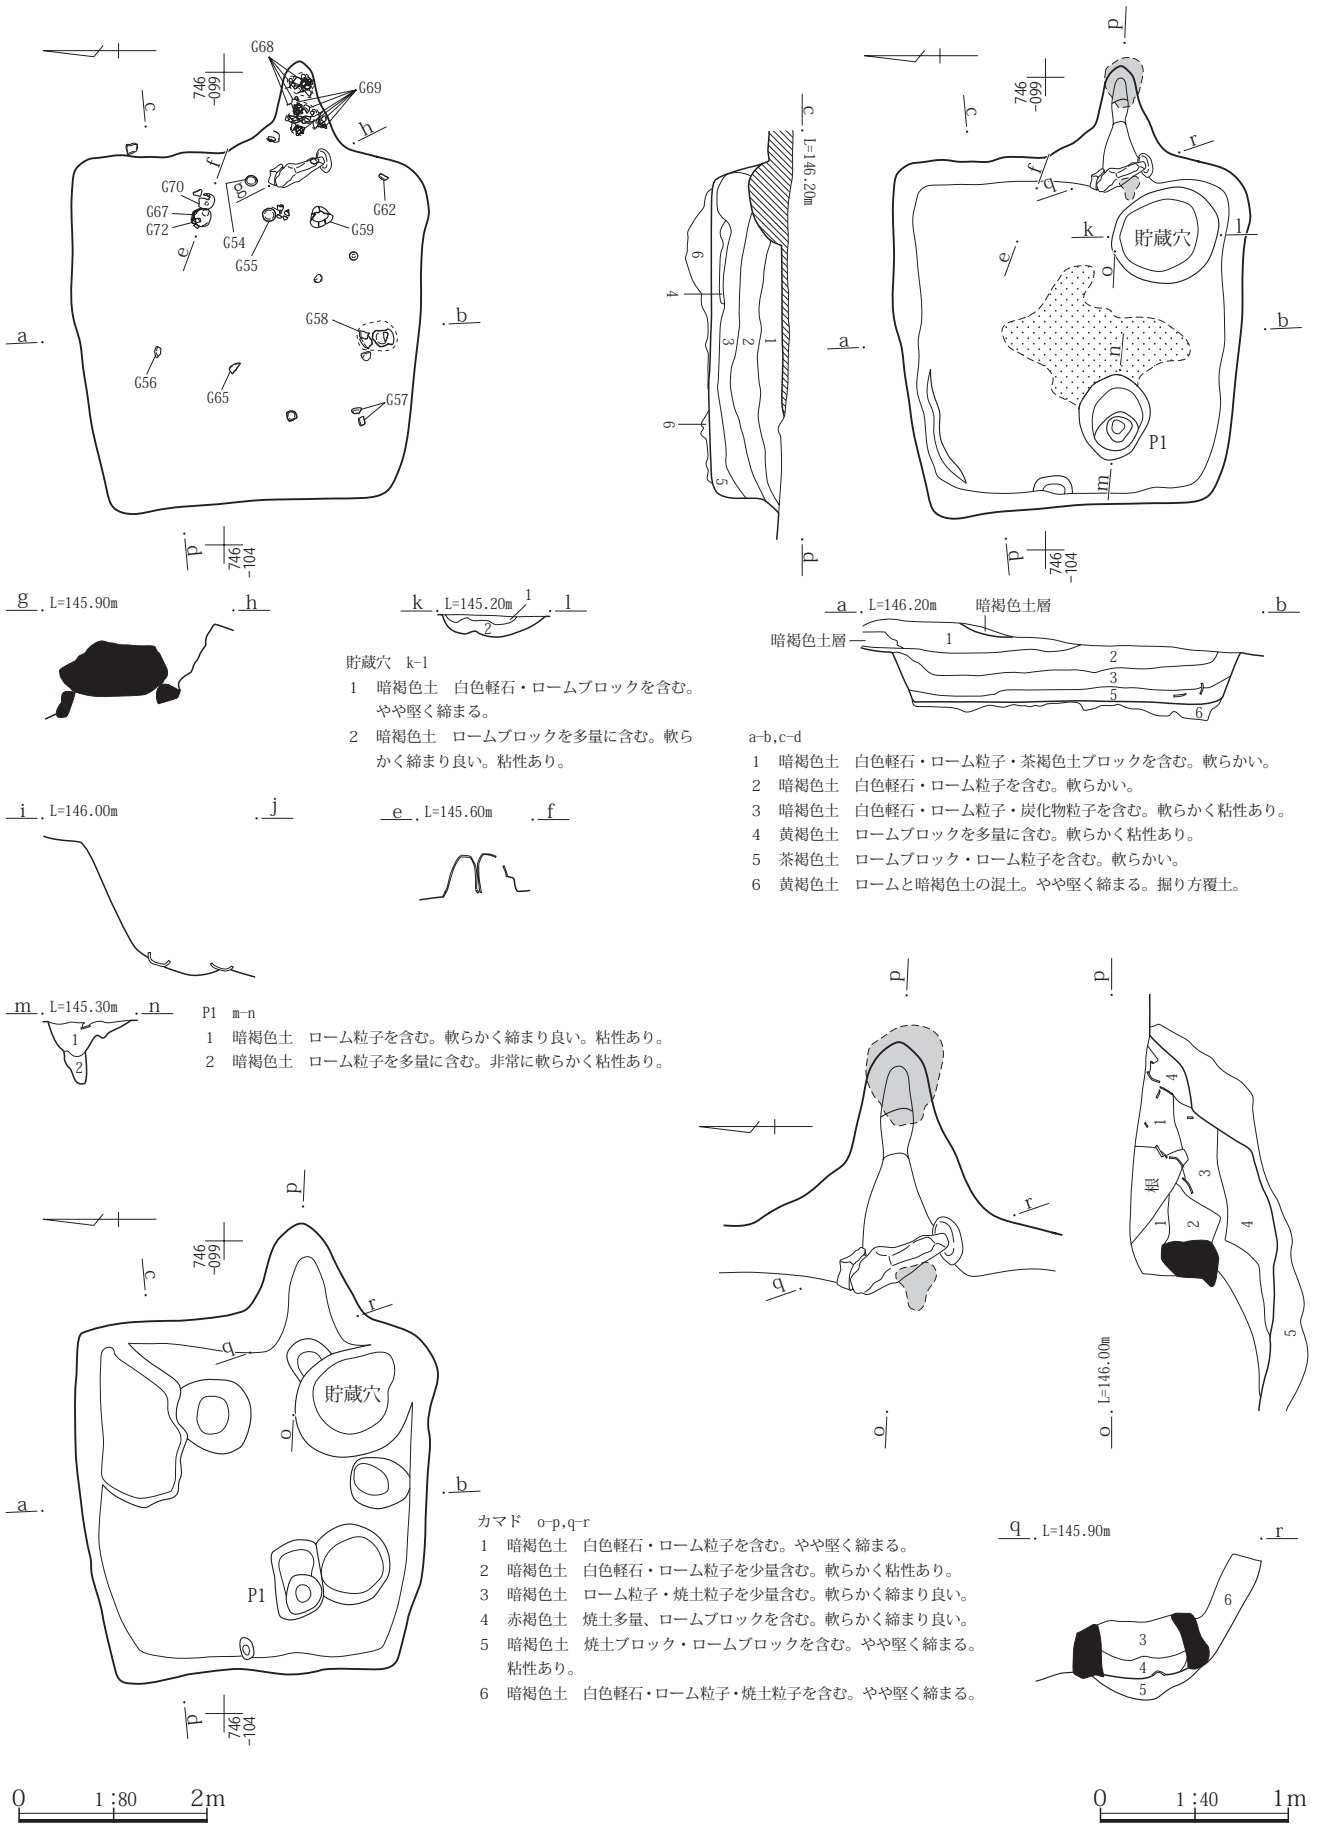 G68
G69
746
-099
c
h
f
g
G70
G67
G72
G54
G55
G62
G59
e
G58
a
b
G56
G65
G57
d
746
-104
c
L=146.20m
6
4
3
2
1
6
5
d
p
746
-099
c
r
f
q
k
貯蔵穴
l
e
o
a
b
n
P1
m
d
746
-104
g L=145.90m h
k L=145.20m l
1
2
貯蔵穴 k-l
1 暗褐色土 白色軽石・ロームブロックを含む。
やや堅く締まる。
2 暗褐色土 ロームブロックを多量に含む。軟ら
かく締まり良い。粘性あり。
a L=146.20m 暗褐色土層 b
暗褐色土層
1
2
3
5
6
a-b,c-d
1 暗褐色土 白色軽石・ローム粒子・茶褐色土ブロックを含む。軟らかい。
2 暗褐色土 白色軽石・ローム粒子を含む。軟らかい。
3 暗褐色土 白色軽石・ローム粒子・炭化物粒子を含む。軟らかく粘性あり。
4 黄褐色土 ロームブロックを多量に含む。軟らかく粘性あり。
5 茶褐色土 ロームブロック・ローム粒子を含む。軟らかい。
6 黄褐色土 ロームと暗褐色土の混土。やや堅く締まる。掘り方覆土。
i L=146.00m j
e L=145.60m f
m L=145.30m n
1
2
P1 m-n
1 暗褐色土 ローム粒子を含む。軟らかく締まり良い。粘性あり。
2 暗褐色土 ローム粒子を多量に含む。非常に軟らかく粘性あり。
p
r
q
o
p
4
1
3
根
1
2
4
5
L=146.00m
o
p
746
-099
c
r
q
貯蔵穴
o
a
b
P1
d
746
-104
カマド o-p,q-r
1 暗褐色土 白色軽石・ローム粒子を含む。やや堅く締まる。
2 暗褐色土 白色軽石・ローム粒子を少量含む。軟らかく粘性あり。
3 暗褐色土 ローム粒子・焼土粒子を含む。軟らかく締まり良い。
4 赤褐色土 焼土多量、ロームブロックを含む。軟らかく締まり良い。
5 暗褐色土 焼土ブロック・ロームブロックを含む。やや堅く締まる。
粘性あり。
6 暗褐色土 白色軽石・ローム粒子・焼土粒子を含む。やや堅く締まる。
q L=145.90m r
6
3
4
5
0 1:80 2m
0 1:40 1m